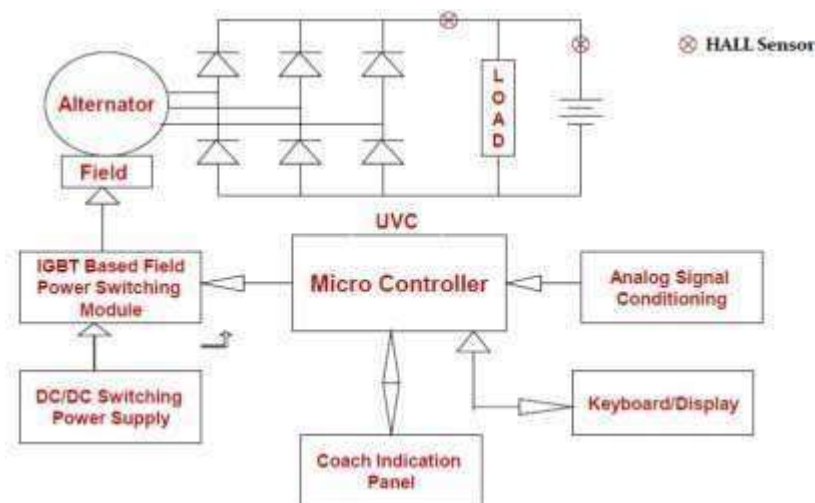 HALL Sensor
Alternator
LOAD
Field
UVC
IGBT Based Field
Power Switching
Module
Micro Controller
Analog Signal
Conditioning
DC/DC Switching
Power Supply
Keyboard/Display
Coach Indication
Panel